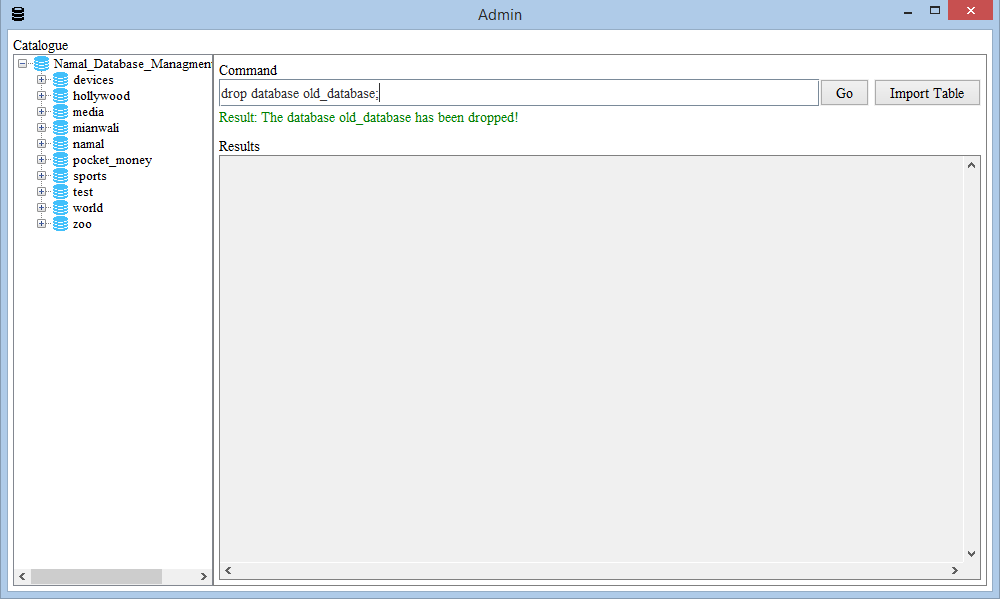 Admin
Catalogue
Namal_Database_Managmen
devices
hollywood
media
mianwali
namal
pocket_money
sports
test
world
zoo
Command
drop database old_database;
Go
Import Table
Result: The database old_database has been dropped!
Results